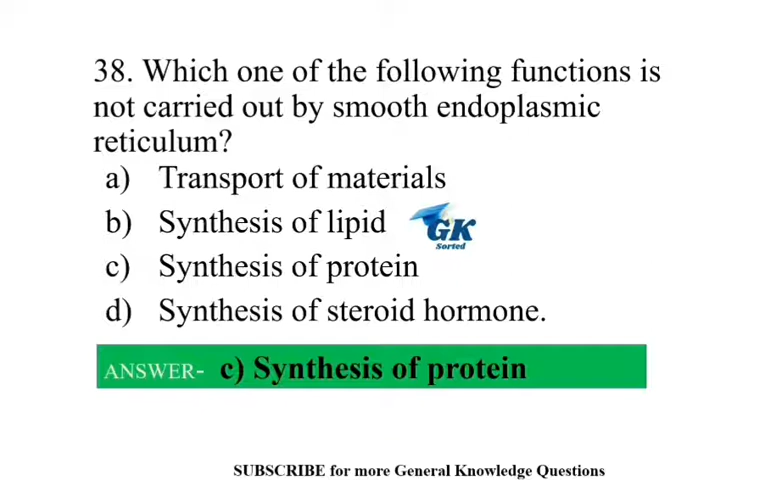 38. Which one of the following functions is
not carried out by smooth endoplasmic
reticulum?
a) Transport of materials
b) Synthesis of lipid
GK
Sorted
c) Synthesis of protein
d) Synthesis of steroid hormone.
ANSWER- c) Synthesis of protein
SUBSCRIBE for more General Knowledge Questions